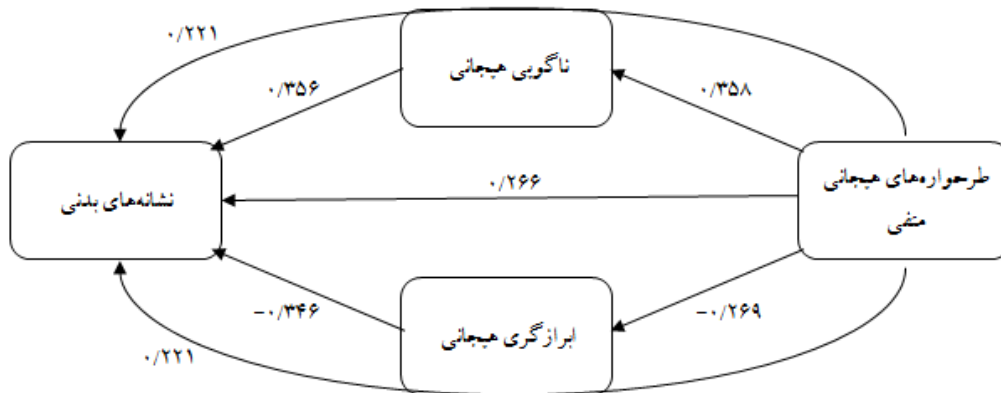 ۰/۲۲۱
ناگویی هیجانی
۰/۳۵۶
۰/۳۵۸
طرحواره‌های هیجانی
منفی
۰/۲۶۶
نشانه‌های بدنی
-۰/۳۴۶
ابرازگری هیجانی
-۰/۲۶۹
۰/۲۲۱